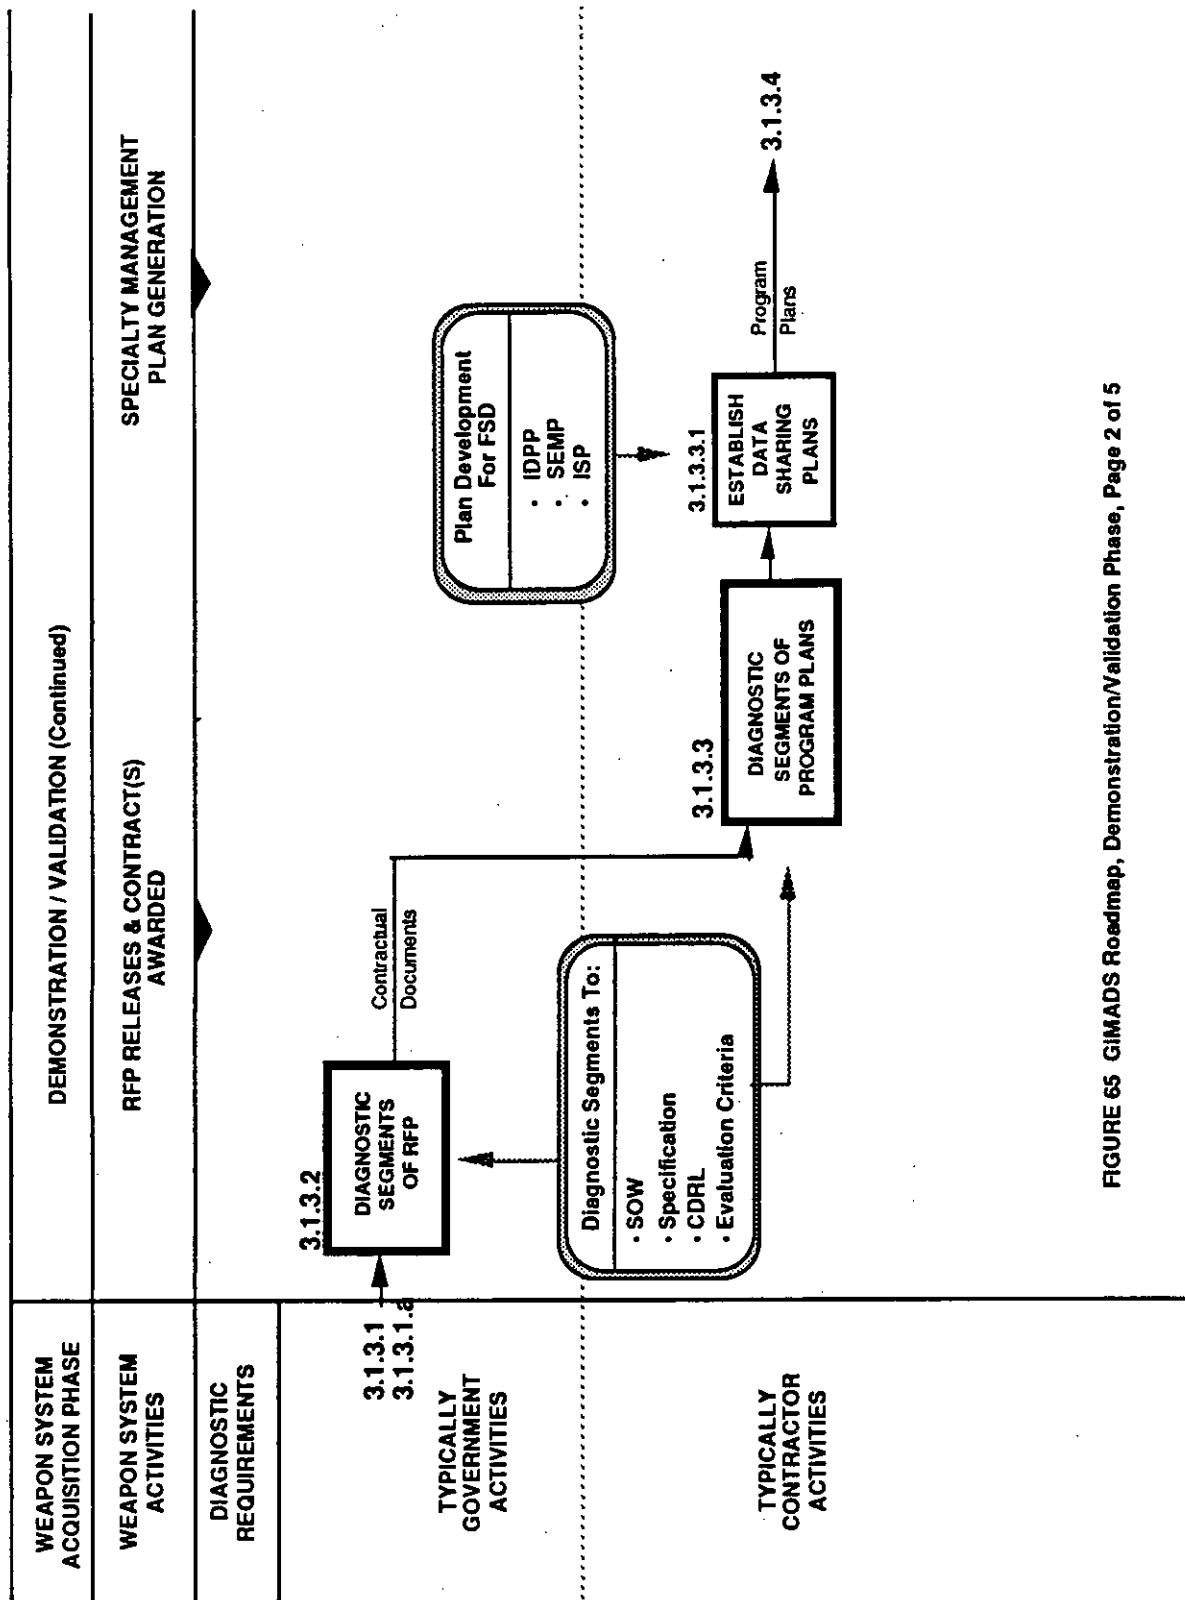 WEAPON SYSTEM
ACQUISITION PHASE
DEMONSTRATION / VALIDATION (Continued)
WEAPON SYSTEM
ACTIVITIES
RFP RELEASES & CONTRACT(S)
AWARDED
SPECIALTY MANAGEMENT
PLAN GENERATION
DIAGNOSTIC
REQUIREMENTS
TYPICALLY
GOVERNMENT
ACTIVITIES
3.1.3.1
3.1.3.1.a
3.1.3.2
DIAGNOSTIC
SEGMENTS
OF RFP
Contractual
Documents
Plan Development
For FSD
· IDPP
· SEMP
· ISP
Diagnostic Segments To:
· SOW
· Specification
· CDRL
· Evaluation Criteria
TYPICALLY
CONTRACTOR
ACTIVITIES
3.1.3.3
DIAGNOSTIC
SEGMENTS OF
PROGRAM PLANS
3.1.3.3.1
ESTABLISH
DATA
SHARING
PLANS
Program
Plans
3.1.3.4
FIGURE 65 GIMADS Roadmap, Demonstration/Validation Phase, Page 2 of 5